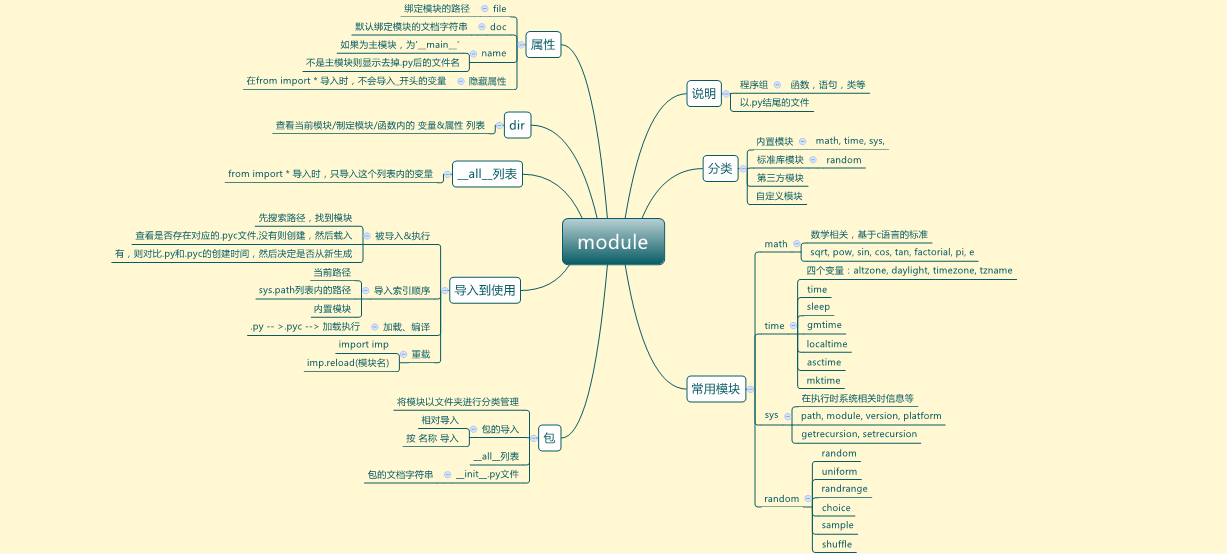 module
说明
程序组
函数，语句，类等
以.py结尾的文件
分类
内置模块
math, time, sys,
标准库模块
random
第三方模块
自定义模块
常用模块
math
数学相关，基于c语言的标准
sqrt, pow, sin, cos, tan, factorial, pi, e
time
四个变量：altzone, daylight, timezone, tzname
time
sleep
gmtime
localtime
asctime
mktime
sys
在执行时系统相关时信息等
path, module, version, platform
getrecursion, setrecursion
random
random
uniform
randrange
choice
sample
shuffle
属性
file
绑定模块的路径
doc
默认绑定模块的文档字符串
name
如果为主模块，为'__main__'
不是主模块则显示去掉.py后的文件名
隐藏属性
在from import * 导入时，不会导入_开头的变量
dir
查看当前模块/制定模块/函数内的 变量&属性 列表
__all__列表
from import * 导入时，只导入这个列表内的变量
导入到使用
被导入&执行
先搜索路径，找到模块
查看是否存在对应的.pyc文件,没有则创建，然后载入
有，则对比.py和.pyc的创建时间，然后决定是否从新生成
导入索引顺序
当前路径
sys.path列表内的路径
内置模块
加载、编译
.py -- >.pyc --> 加载执行
重载
import imp
imp.reload(模块名)
包
将模块以文件夹进行分类管理
包的导入
相对导入
按 名称 导入
__all__列表
__init__.py文件
包的文档字符串